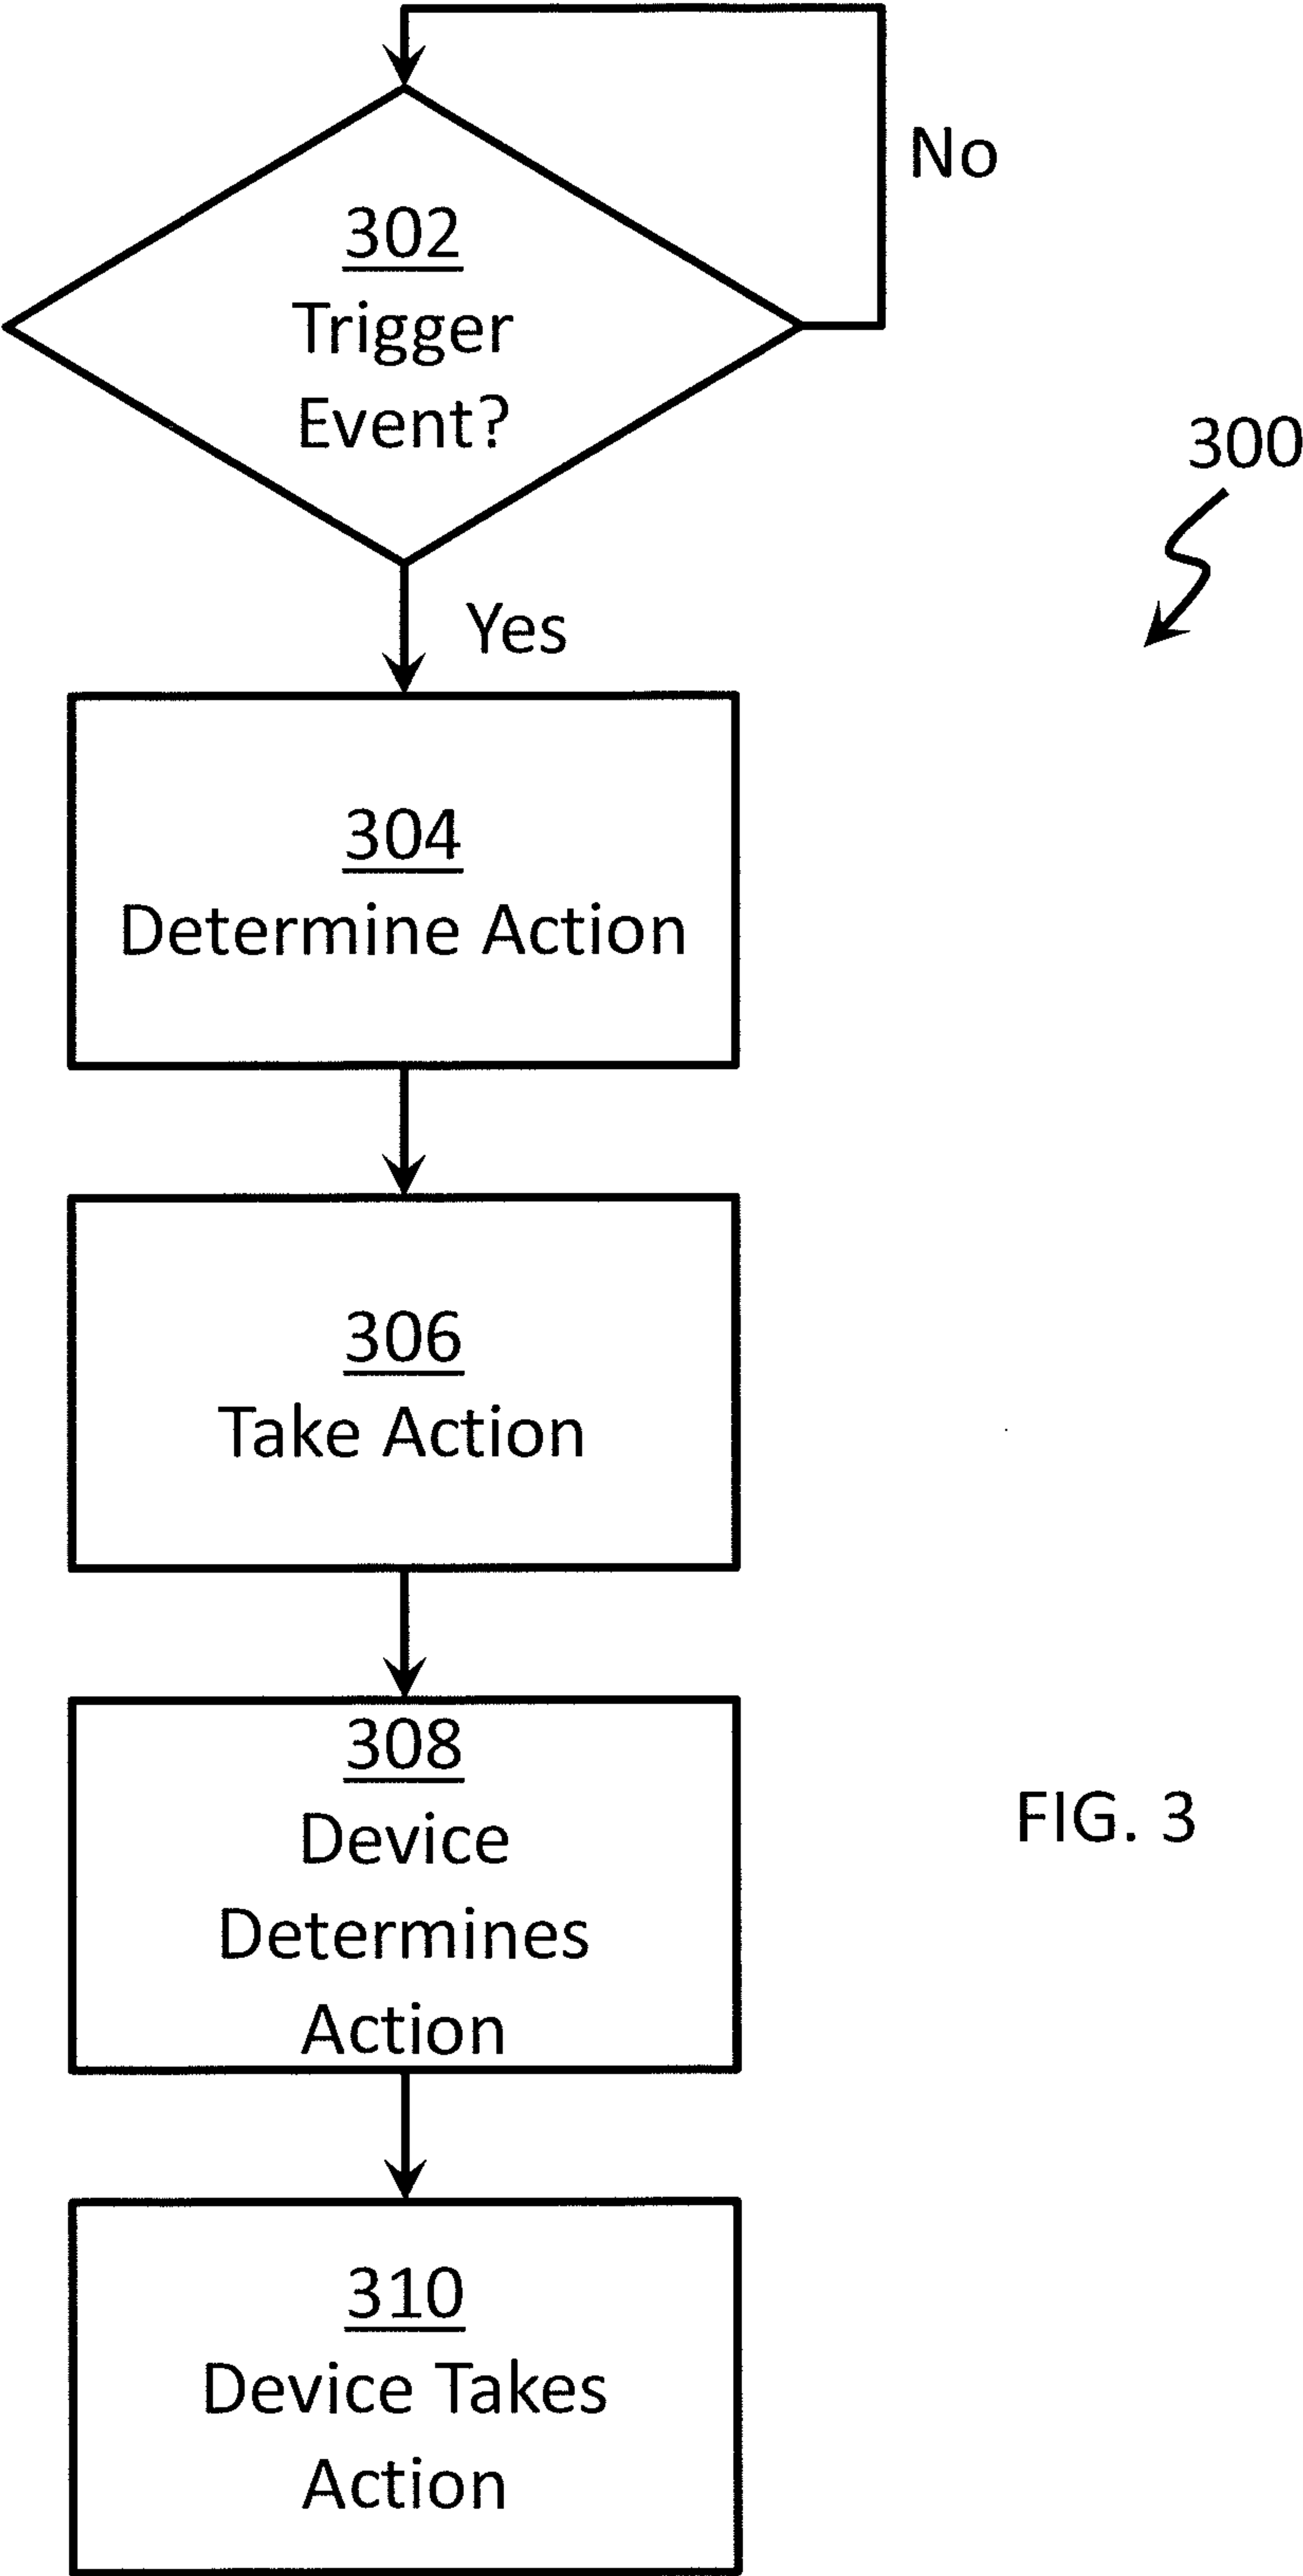 No
302
Trigger
Event?
300
Yes
304
Determine Action
306
Take Action
308
Device
Determines
Action
FIG. 3
310
Device Takes
Action